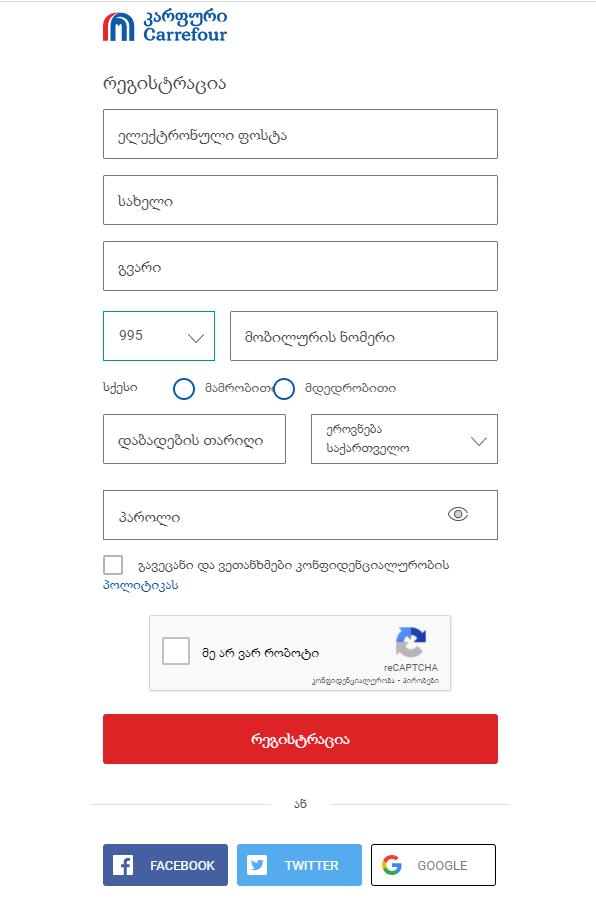 კარფური
Carrefour
რეგისტრაცია
ელექტრონული ფოსტა
სახელი
გვარი
995
მობილურის ნომერი
სქესი
მამრობითი
მდედრობითი
დაბადების თარიღი
ეროვნება
საქართველო
პაროლი
გავეცანი და ვეთანხმები კონფიდენციალურობის
პოლიტიკას
მე არ ვარ რობოტი
reCAPTCHA
კონფიდენციალურობა - პირობები
რეგისტრაცია
ან
FACEBOOK
TWITTER
GOOGLE